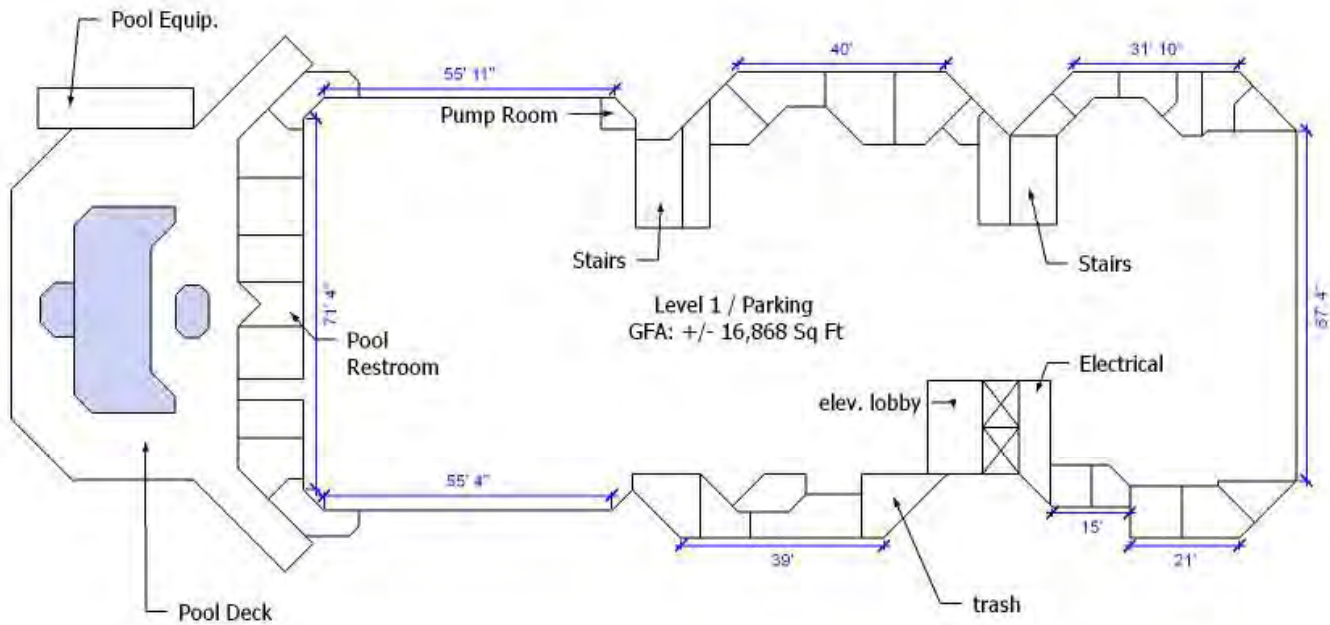 Pool Equip.
55' 11"
40'
31' 10"
Pump Room
Stairs
Stairs
71' 4"
67' 4"
Level 1 / Parking
GFA: +/- 16,868 Sq Ft
Pool
Restroom
Electrical
elev. lobby
55' 4"
15'
39'
21'
Pool Deck
trash